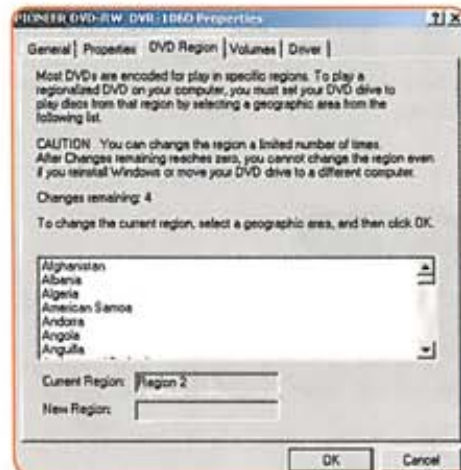 PIONEER DVD-RW DVR-106D Properties
General Properties DVD Region Volumes Driver
Most DVDs are encoded for play in specific regions. To play a
regionalized DVD on your computer, you must set your DVD drive to
play discs from that region by selecting a geographic area from the
following list.
CAUTION You can change the region a limited number of times.
After Changes remaining reaches zero, you cannot change the region even
if you reinstall Windows or move your DVD drive to a different computer.
Changes remaining: 4
To change the current region, select a geographic area, and then click OK.
Afghanistan
Albania
Algeria
American Samoa
Andorra
Angola
Anguilla
Current Region: Region 2
New Region:
OK Cancel